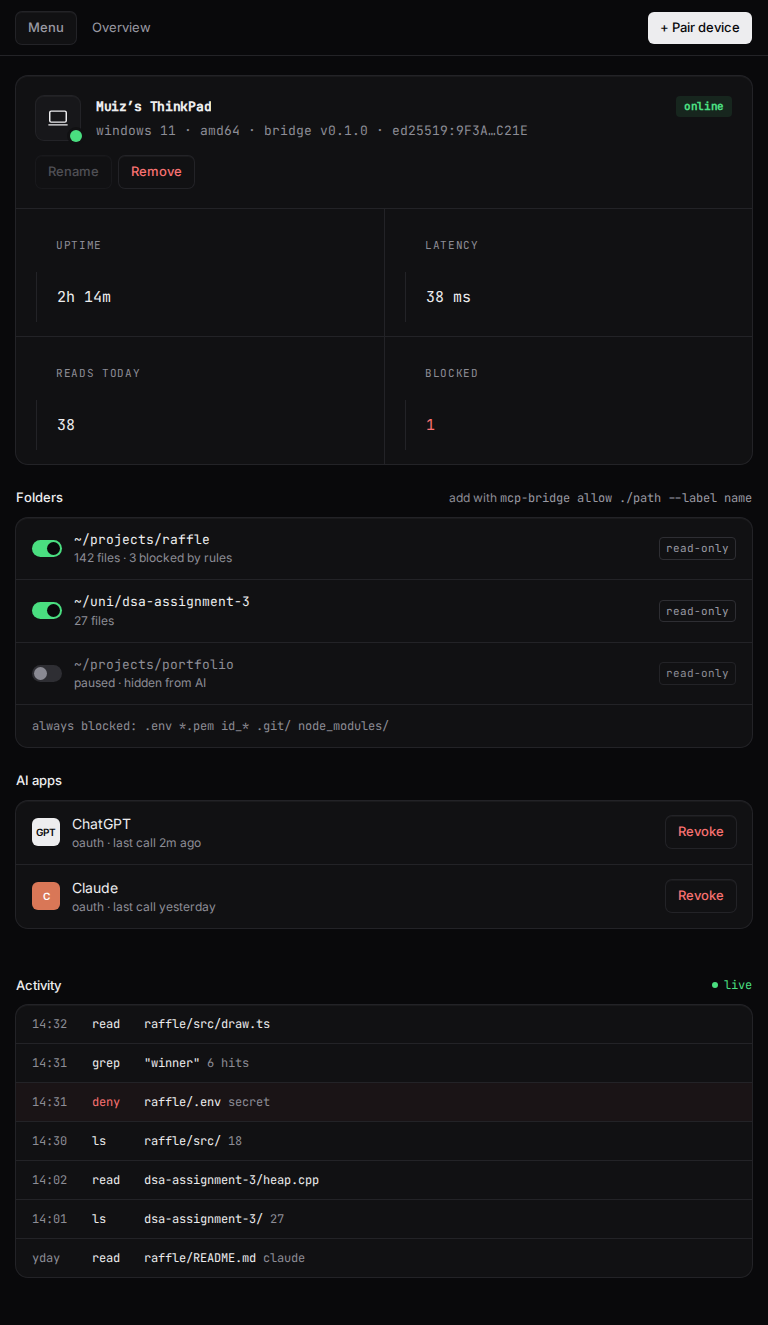 Menu Overview + Pair device
Muiz’s ThinkPad online
windows 11 · amd64 · bridge v0.1.0 · ed25519:9F3A…C21E
Rename Remove
UPTIME LATENCY
2h 14m 38 ms
READS TODAY BLOCKED
38 1
Folders add with mcp-bridge allow ./path --label name
~/projects/raffle
142 files · 3 blocked by rules read-only
~/uni/dsa-assignment-3
27 files read-only
~/projects/portfolio
paused · hidden from AI read-only
always blocked: .env *.pem id_* .git/ node_modules/
AI apps
GPT ChatGPT
oauth · last call 2m ago Revoke
C Claude
oauth · last call yesterday Revoke
Activity live
14:32 read raffle/src/draw.ts
14:31 grep "winner" 6 hits
14:31 deny raffle/.env secret
14:30 ls raffle/src/ 18
14:02 read dsa-assignment-3/heap.cpp
14:01 ls dsa-assignment-3/ 27
yday read raffle/README.md claude